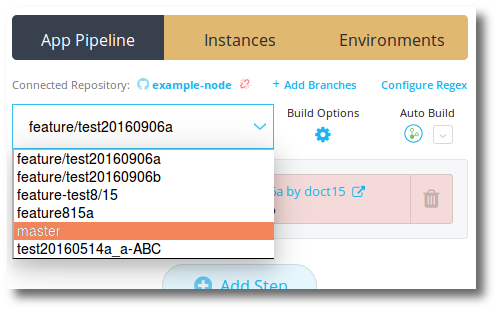 App Pipeline Instances Environments
Connected Repository: example-node + Add Branches Configure Regex
feature/test20160906a Build Options Auto Build
feature/test20160906a
feature/test20160906b
feature-test8/15 by doct15
feature815a
master
test20160514a_a-ABC
Add Step